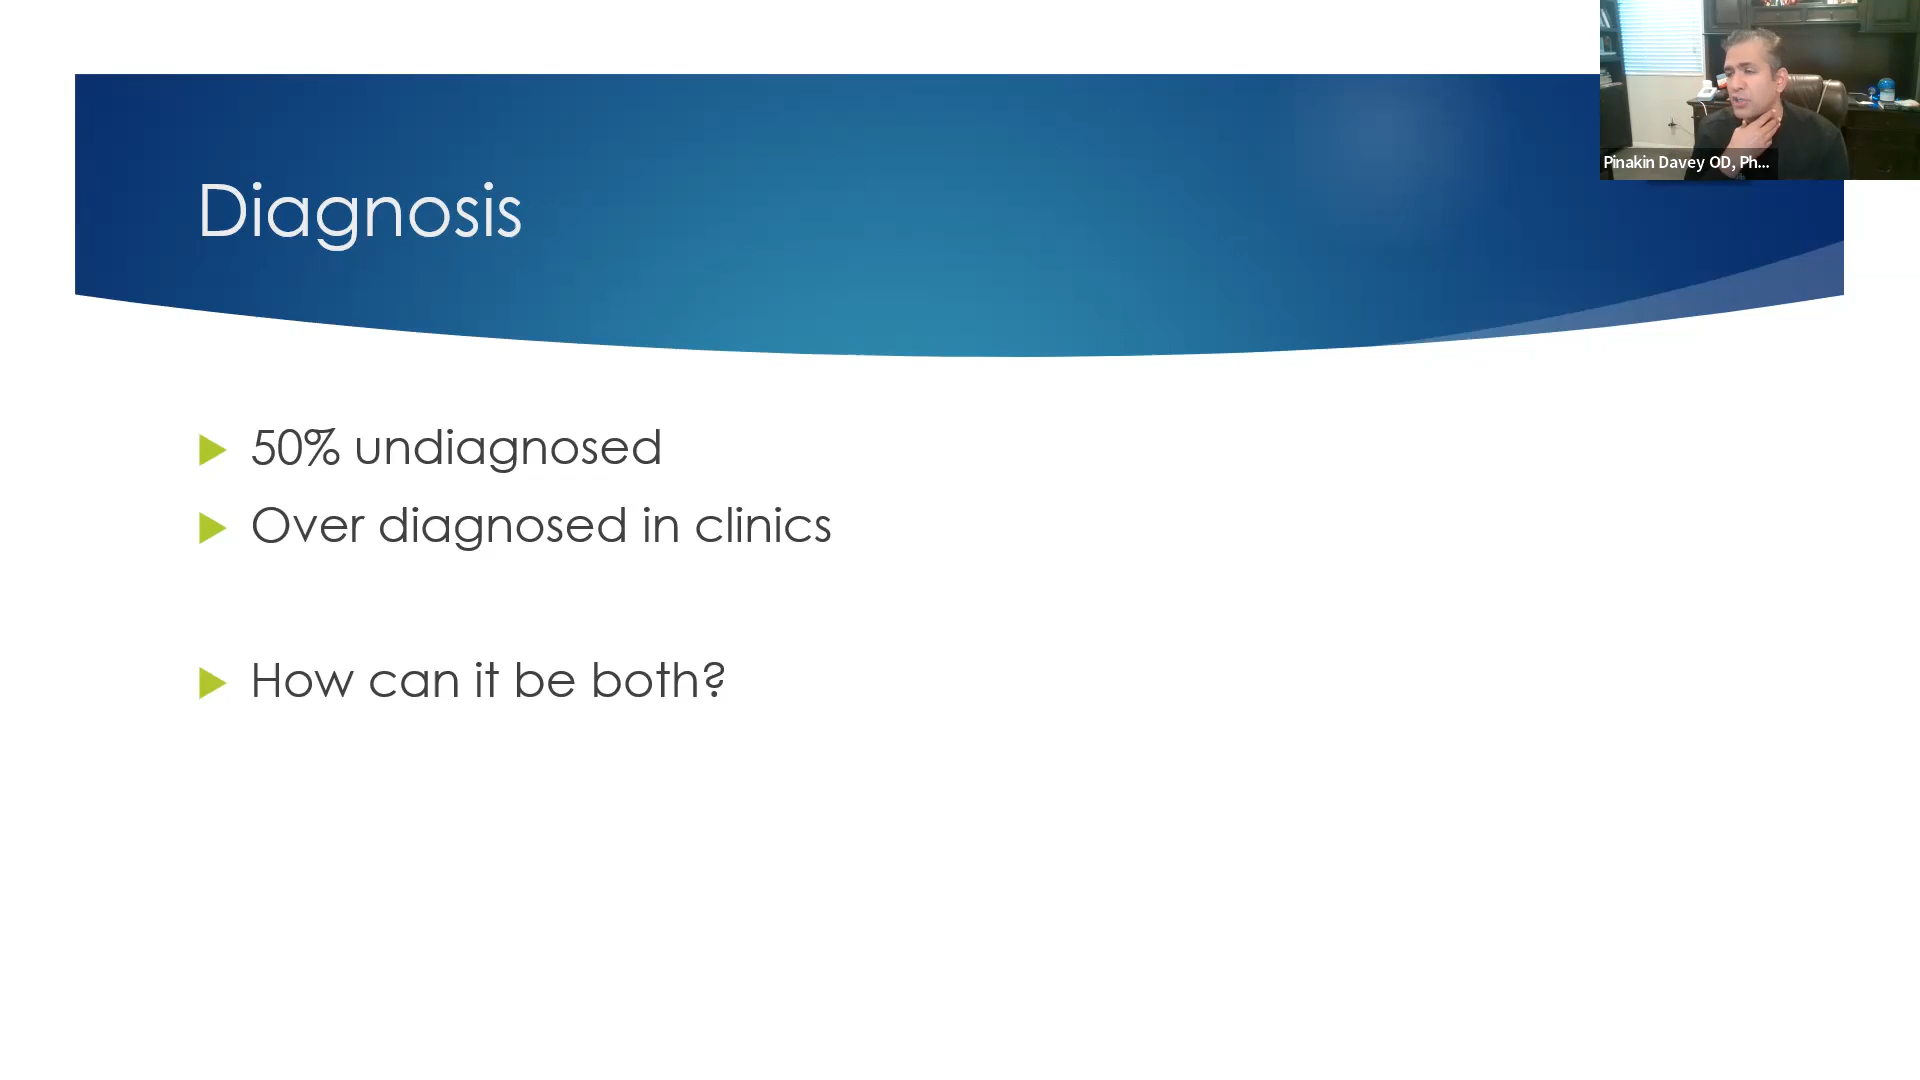 Pinakin Davey OD, Ph...
Diagnosis
50% undiagnosed
Over diagnosed in clinics
How can it be both?